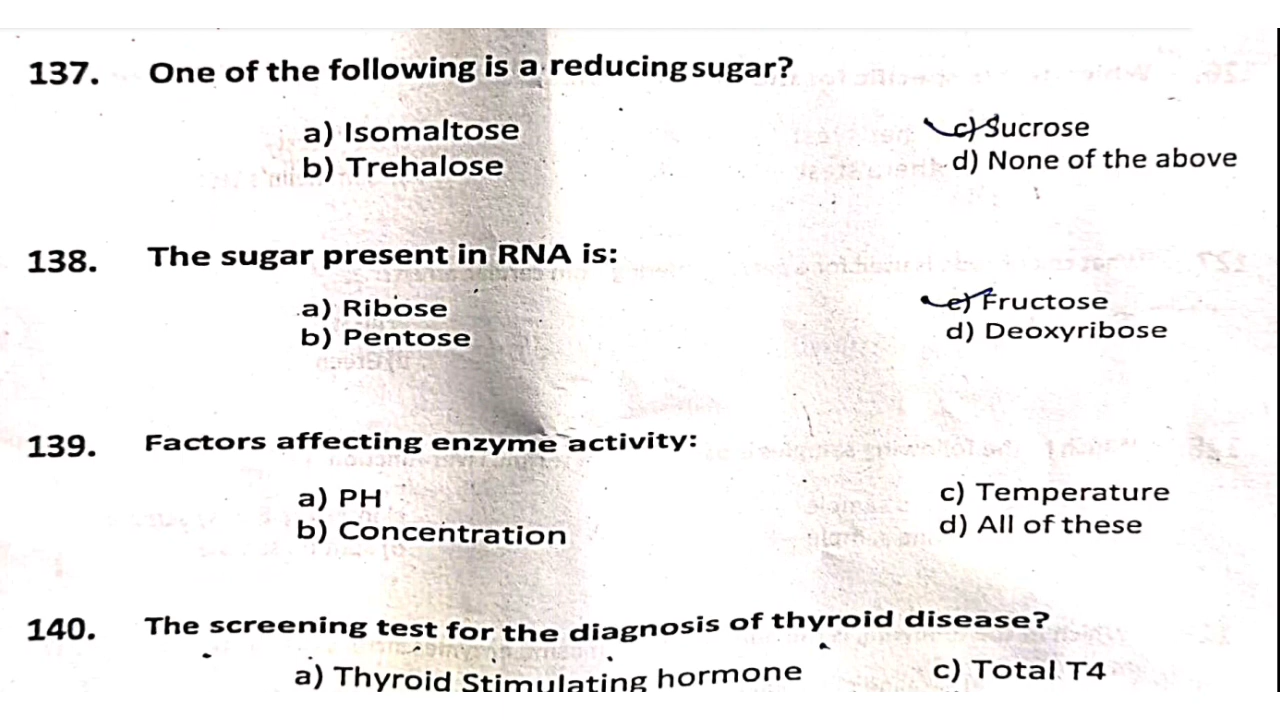 137. One of the following is a reducing sugar?
a) Isomaltose
c) Sucrose
b) Trehalose
d) None of the above
138. The sugar present in RNA is:
a) Ribose
c) Fructose
b) Pentose
d) Deoxyribose
139. Factors affecting enzyme activity:
a) PH
c) Temperature
b) Concentration
d) All of these
140. The screening test for the diagnosis of thyroid disease?
a) Thyroid Stimulating hormone
c) Total T4